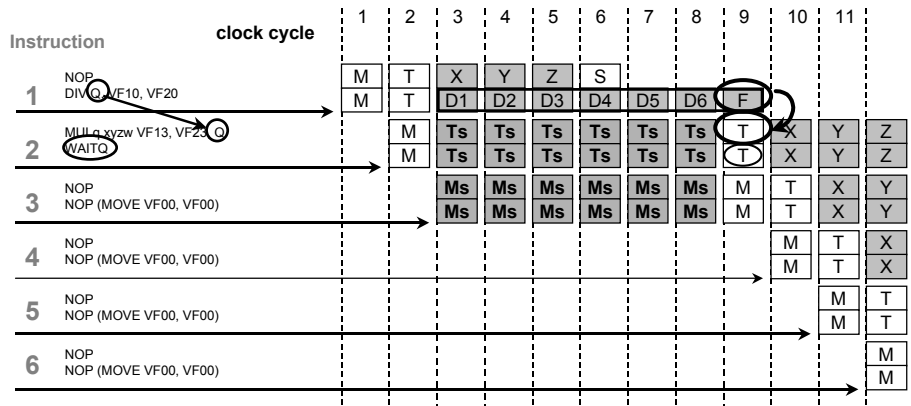 1 2 3 4 5 6 7 8 9 10 11
clock cycle
Instruction
NOP M T X Y Z S
1 DIV Q, VF10, VF20 M T D1 D2 D3 D4 D5 D6 F
MULq.xyzw VF13, VF23, Q M Ts Ts Ts Ts Ts Ts T X Y Z
2 WAITQ M Ts Ts Ts Ts Ts Ts T X Y Z
NOP Ms Ms Ms Ms Ms Ms M T X Y
3 NOP (MOVE VF00, VF00) Ms Ms Ms Ms Ms Ms M T X Y
NOP M T X
4 NOP (MOVE VF00, VF00) M T X
NOP M T
5 NOP (MOVE VF00, VF00) M T
NOP M
6 NOP (MOVE VF00, VF00) M